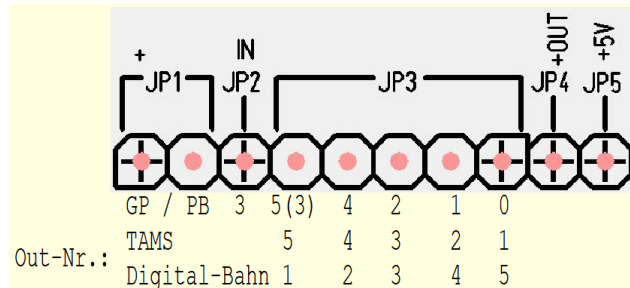 + IN +OUT +5V
JP1 JP2 JP3 JP4 JP5
GP / PB 3 5(3) 4 2 1 0
TAMS 5 4 3 2 1
Out-Nr.:
Digital-Bahn 1 2 3 4 5